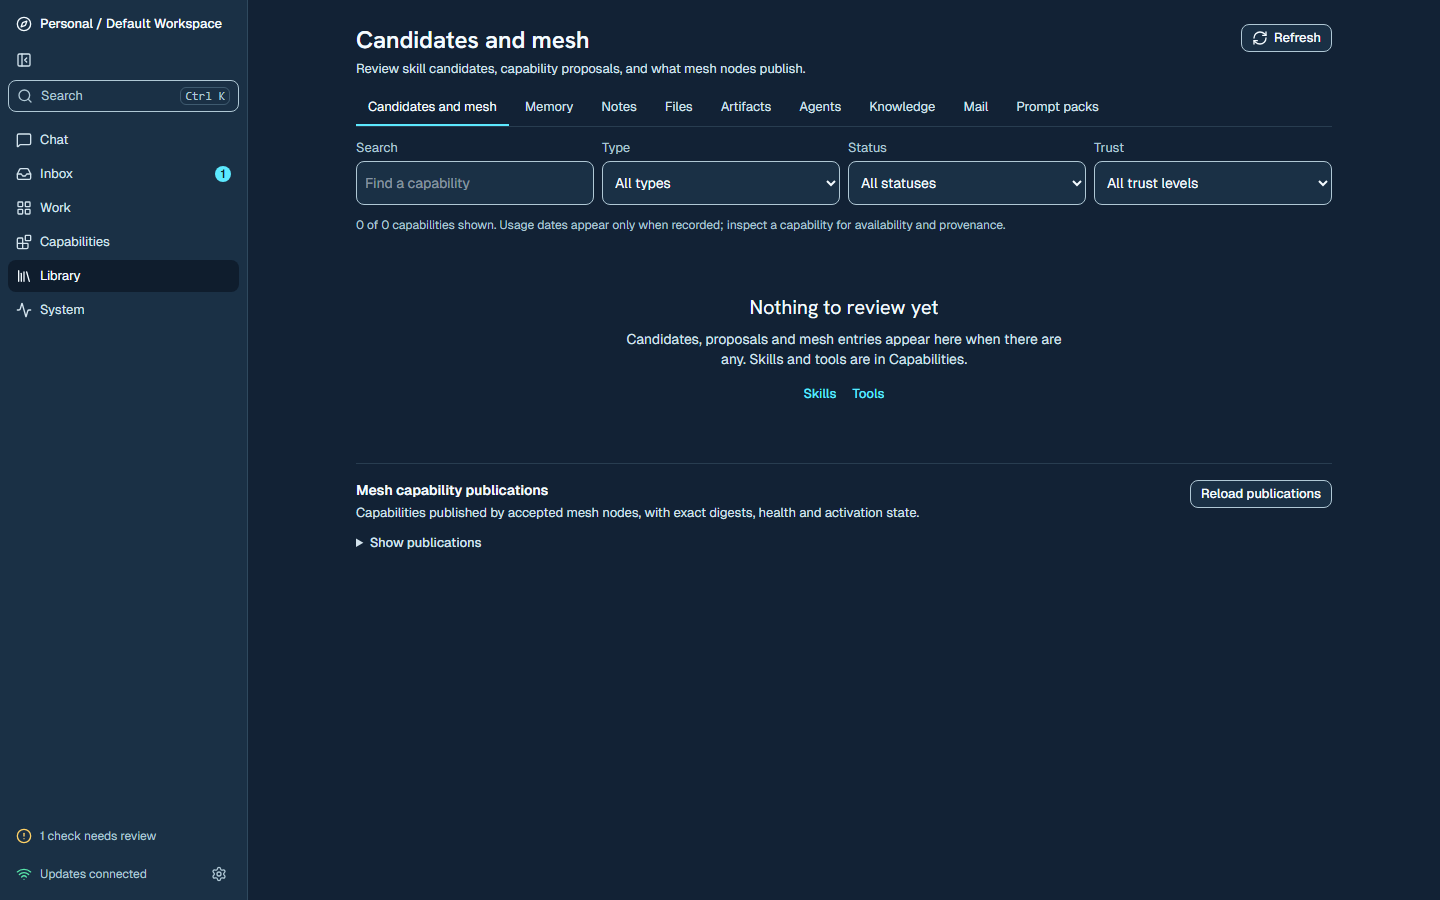 Personal / Default Workspace
Search Ctrl K
Chat
Inbox 1
Work
Capabilities
Library
System
1 check needs review
Updates connected
Candidates and mesh
Refresh
Review skill candidates, capability proposals, and what mesh nodes publish.
Candidates and mesh Memory Notes Files Artifacts Agents Knowledge Mail Prompt packs
Search Type Status Trust
Find a capability All types All statuses All trust levels
0 of 0 capabilities shown. Usage dates appear only when recorded; inspect a capability for availability and provenance.
Nothing to review yet
Candidates, proposals and mesh entries appear here when there are
any. Skills and tools are in Capabilities.
Skills Tools
Mesh capability publications
Reload publications
Capabilities published by accepted mesh nodes, with exact digests, health and activation state.
Show publications